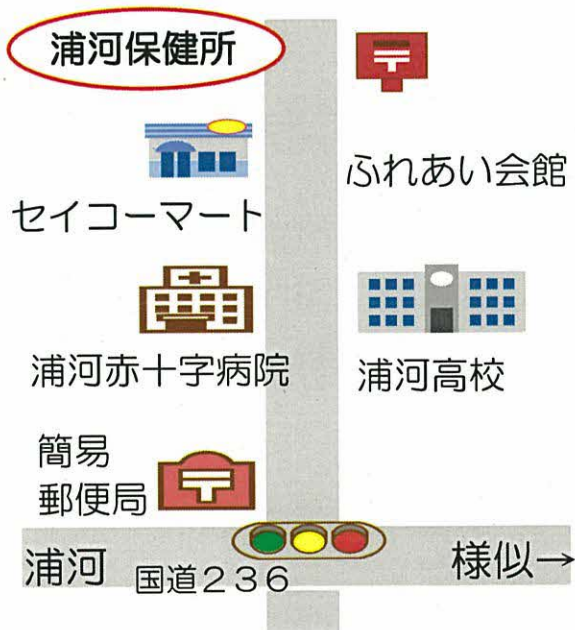 浦河保健所
〒
ふれあい会館
セイコーマート
浦河赤十字病院
浦河高校
簡易
郵便局
〒
浦河
国道236
様似→